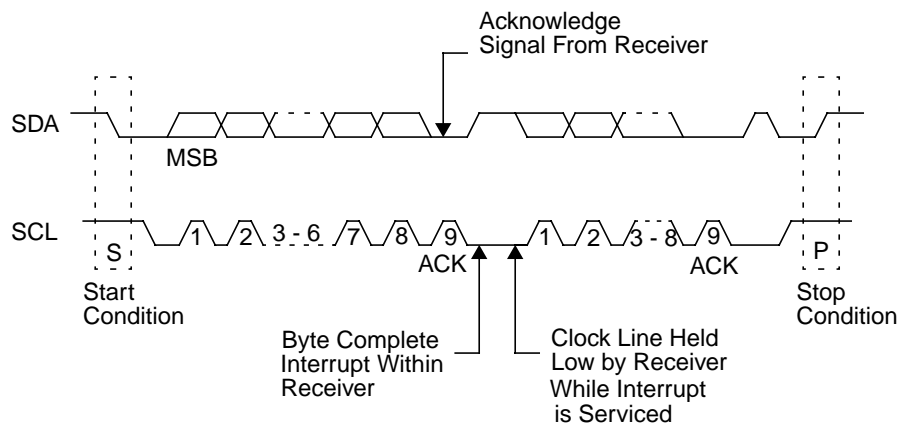 Acknowledge
Signal From Receiver
SDA
MSB
SCL
S
1
2
3 - 6
7
8
9
1
2
3 - 8
9
P
ACK
ACK
Start
Condition
Stop
Condition
Byte Complete
Interrupt Within
Receiver
Clock Line Held
Low by Receiver
While Interrupt
is Serviced